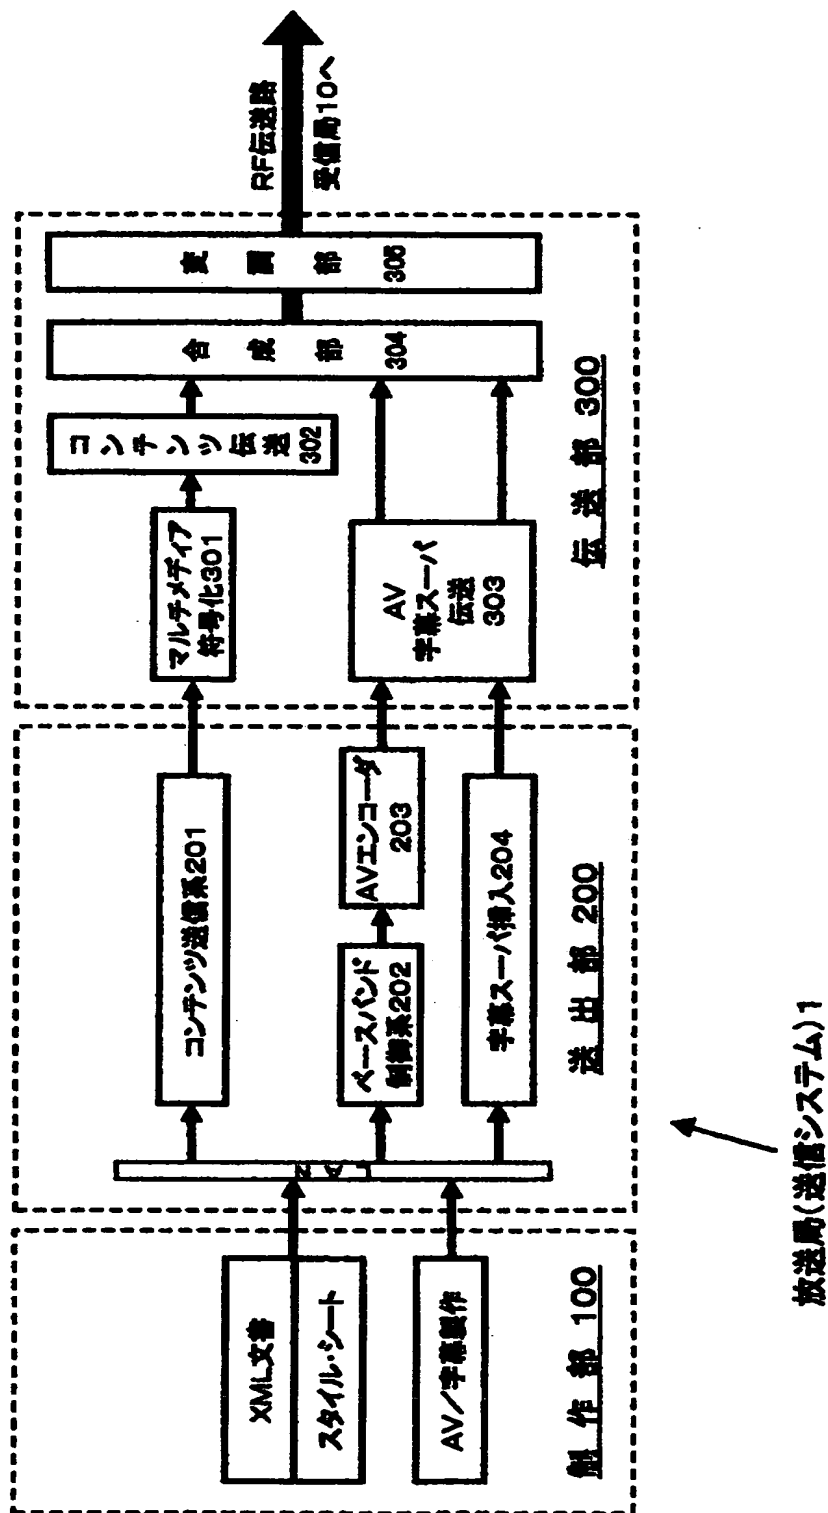 XML文書
スタイル・シート
AV／字幕製作
制作部 100
LAN
コンテンツ送信系201
ベースバンド
制御系202
AVエンコーダ
203
字幕スーパ挿入204
送出部 200
マルチメディア
符号化301
コンテンツ伝送
302
AV
字幕スーパ
伝送
303
合成部
304
変調部
305
伝送部 300
RF伝送路
受信局10へ
放送局(送信システム)1